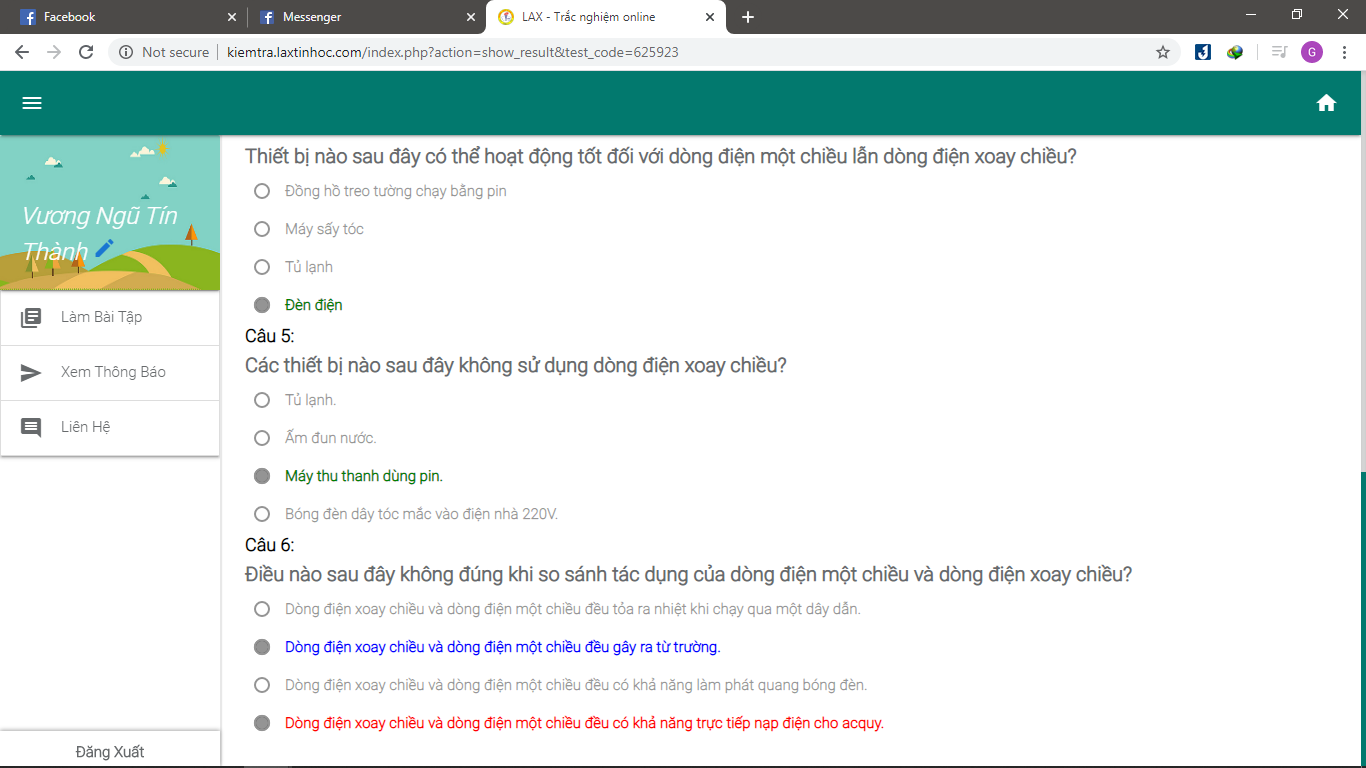 Facebook
Messenger
LAX - Trắc nghiệm online
Not secure
kiemtra.laxtinhoc.com/index.php?action=show_result&test_code=625923
G
Vương Ngũ Tín
Thành
Làm Bài Tập
Xem Thông Báo
Liên Hệ
Đăng Xuất
Thiết bị nào sau đây có thể hoạt động tốt đối với dòng điện một chiều lẫn dòng điện xoay chiều?
Đồng hồ treo tường chạy bằng pin
Máy sấy tóc
Tủ lạnh
Đèn điện
Câu 5:
Các thiết bị nào sau đây không sử dụng dòng điện xoay chiều?
Tủ lạnh.
Ấm đun nước.
Máy thu thanh dùng pin.
Bóng đèn dây tóc mắc vào điện nhà 220V.
Câu 6:
Điều nào sau đây không đúng khi so sánh tác dụng của dòng điện một chiều và dòng điện xoay chiều?
Dòng điện xoay chiều và dòng điện một chiều đều tỏa ra nhiệt khi chạy qua một dây dẫn.
Dòng điện xoay chiều và dòng điện một chiều đều gây ra từ trường.
Dòng điện xoay chiều và dòng điện một chiều đều có khả năng làm phát quang bóng đèn.
Dòng điện xoay chiều và dòng điện một chiều đều có khả năng trực tiếp nạp điện cho acquy.